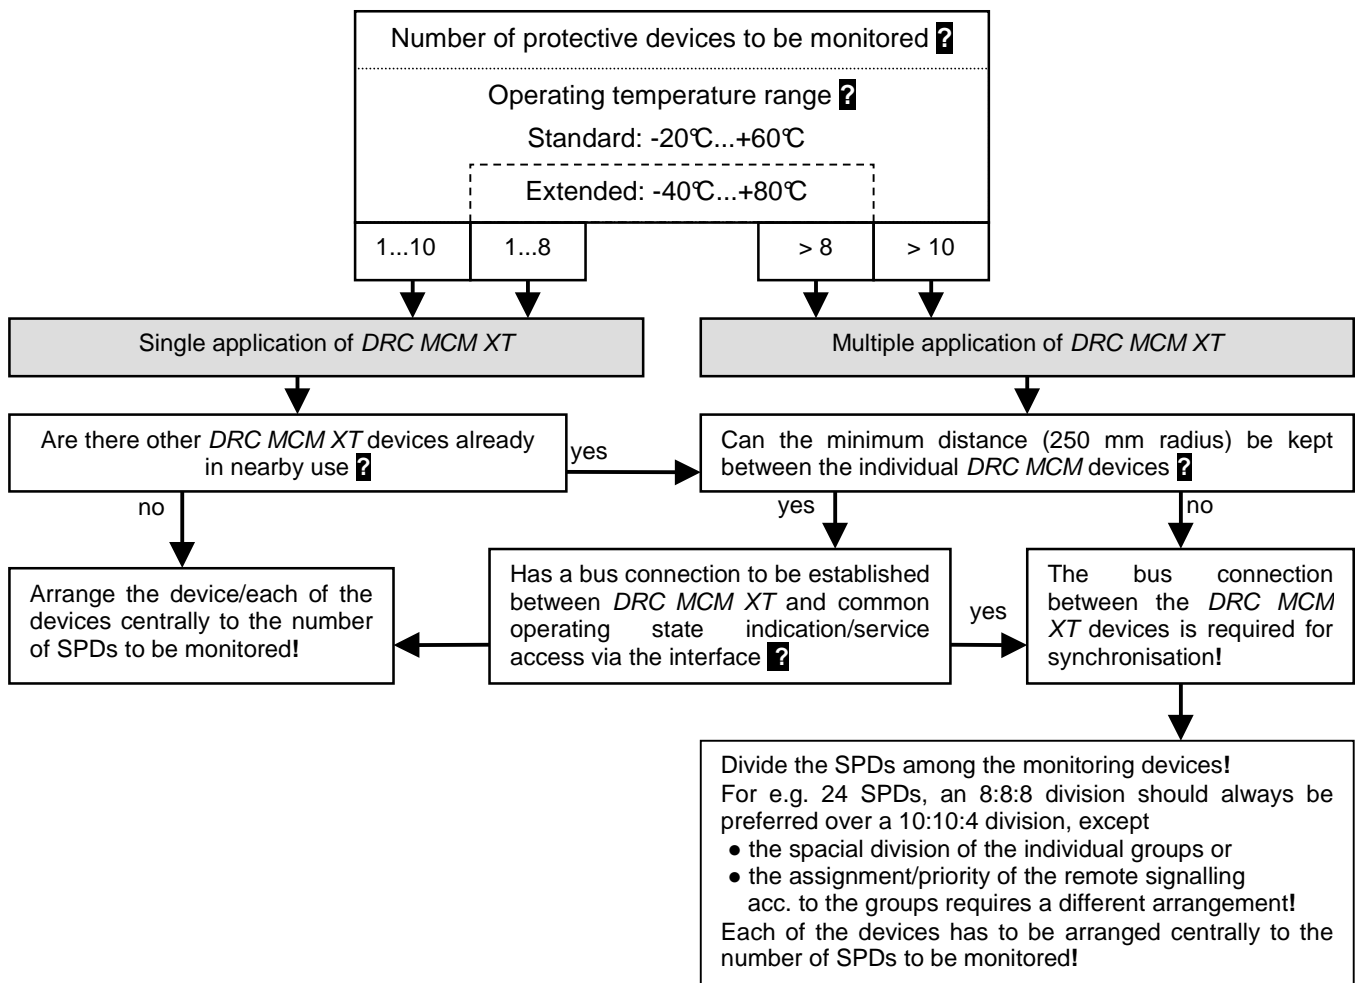 Number of protective devices to be monitored ?
Operating temperature range ?
Standard: -20°C...+60°C
Extended: -40°C...+80°C
1...10
1...8
> 8
> 10
Single application of DRC MCM XT
Multiple application of DRC MCM XT
Are there other DRC MCM XT devices already
in nearby use ?
yes
Can the minimum distance (250 mm radius) be kept
between the individual DRC MCM devices ?
no
yes
no
Arrange the device/each of the
devices centrally to the number
of SPDs to be monitored!
Has a bus connection to be established
between DRC MCM XT and common
operating state indication/service
access via the interface ?
yes
The bus connection
between the DRC MCM
XT devices is required for
synchronisation!
Divide the SPDs among the monitoring devices!
For e.g. 24 SPDs, an 8:8:8 division should always be
preferred over a 10:10:4 division, except
● the spacial division of the individual groups or
● the assignment/priority of the remote signalling
acc. to the groups requires a different arrangement!
Each of the devices has to be arranged centrally to the
number of SPDs to be monitored!